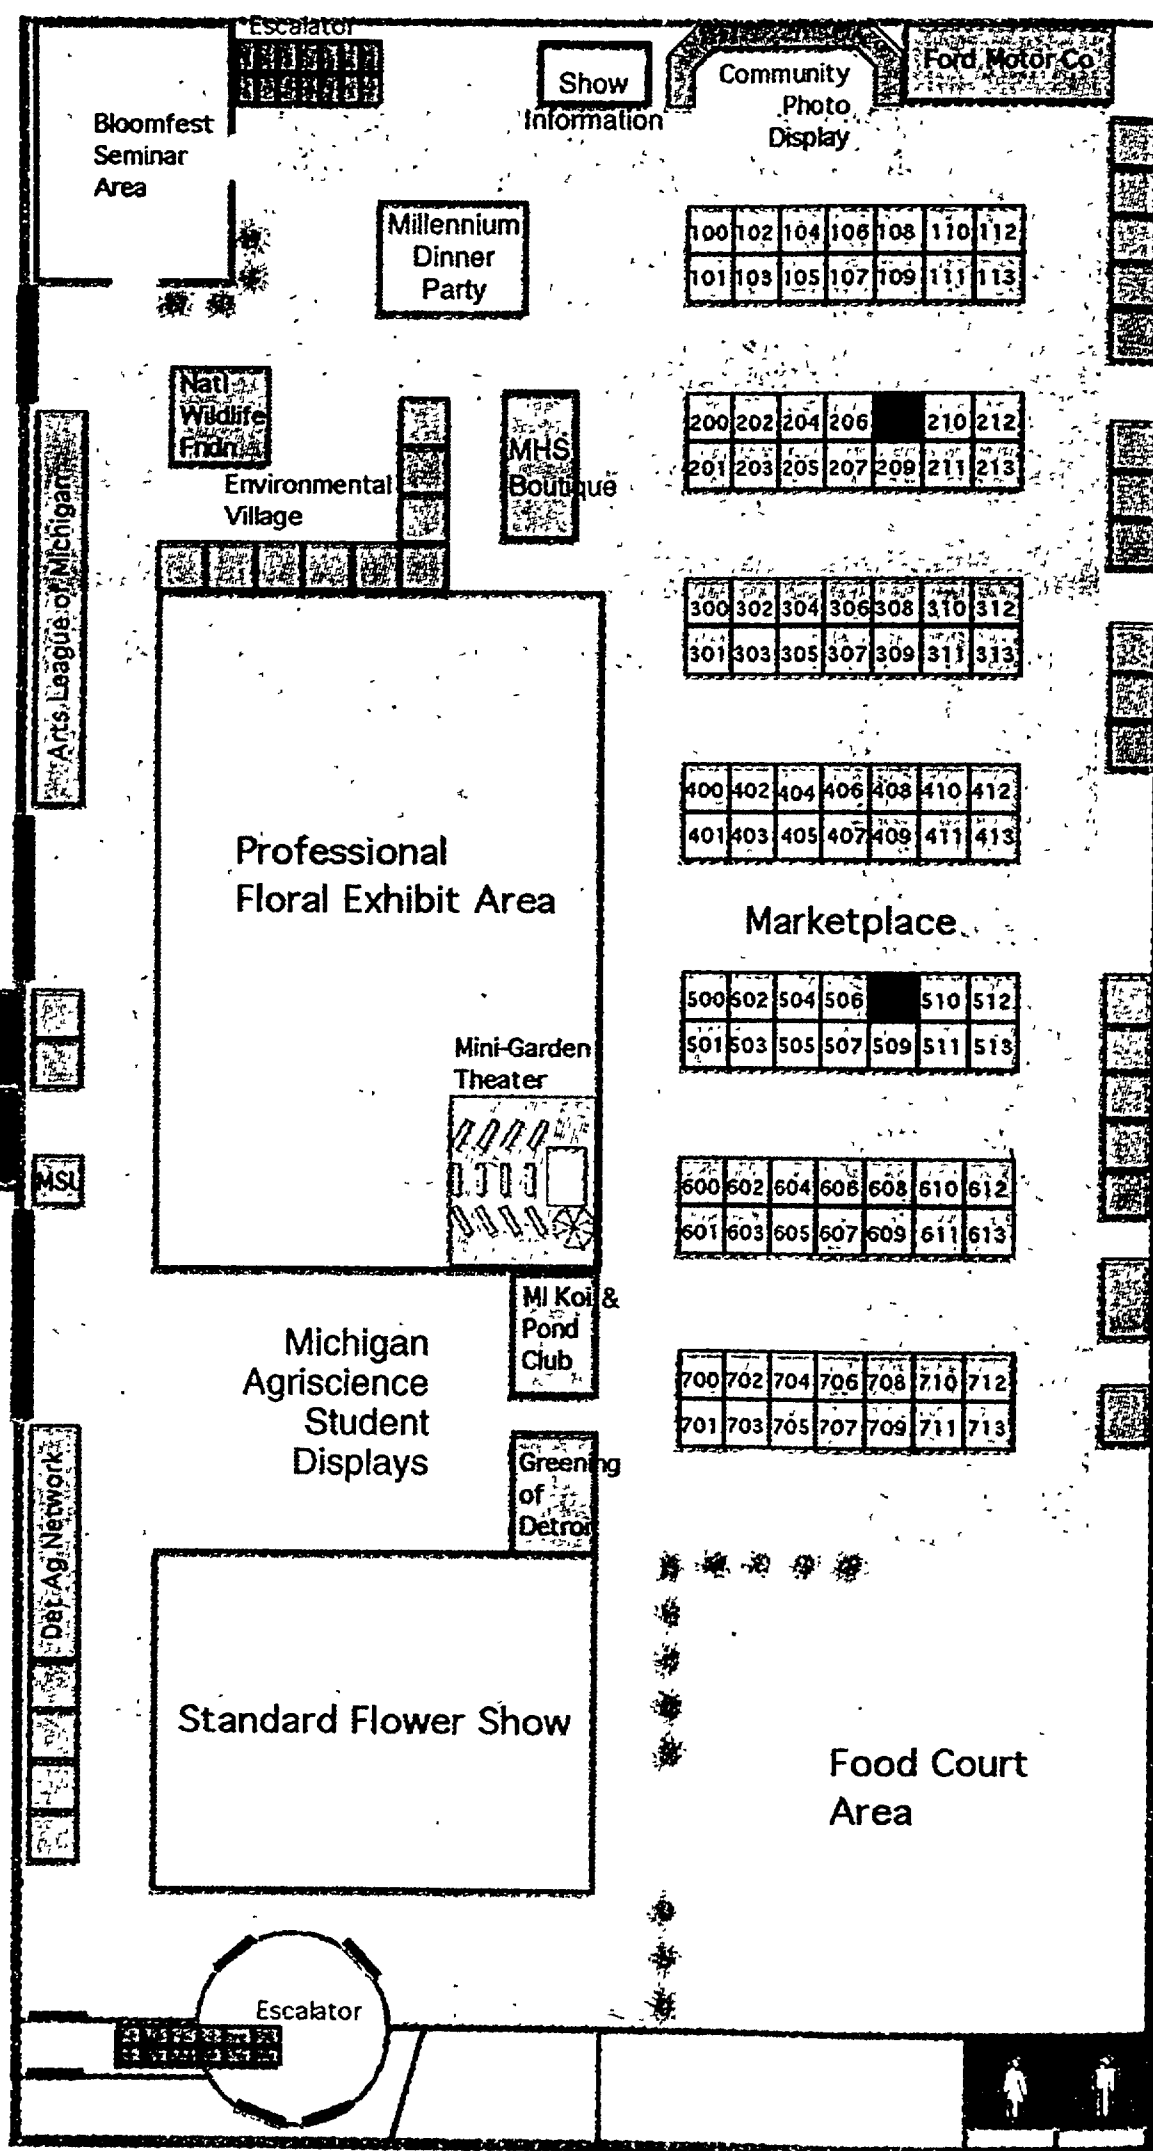 Escalator
Show
Information
Community
Photo
Display
Ford Motor Co
Bloomfest
Seminar
Area
Millennium
Dinner
Party
100 102 104 106 108 110 112
101 103 105 107 109 111 113
Natl
Wildlife
Fndn
Environmental
Village
MHS
Boutique
200 202 204 206 210 212
201 203 205 207 209 211 213
Arts League of Michigan
300 302 304 306 308 310 312
301 303 305 307 309 311 313
400 402 404 406 408 410 412
401 403 405 407 409 411 413
Professional
Floral Exhibit Area
Marketplace
500 502 504 506 510 512
501 503 505 507 509 511 513
Mini-Garden
Theater
MSU
600 602 604 606 608 610 612
601 603 605 607 609 611 613
MI Koi &
Pond
Club
Michigan
Agriscience
Student
Displays
700 702 704 706 708 710 712
701 703 705 707 709 711 713
Greening
of
Detroit
Det Ag Network
Standard Flower Show
Food Court
Area
Escalator